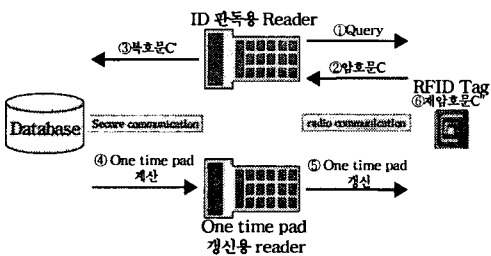 ID 판독용 Reader
③복호문C'
①Query
②암호문C
RFID Tag
⑥재암호문C"
Database
Secure communication
radio communication
④ One time pad
계산
⑤ One time pad
갱신
One time pad
갱신용 reader